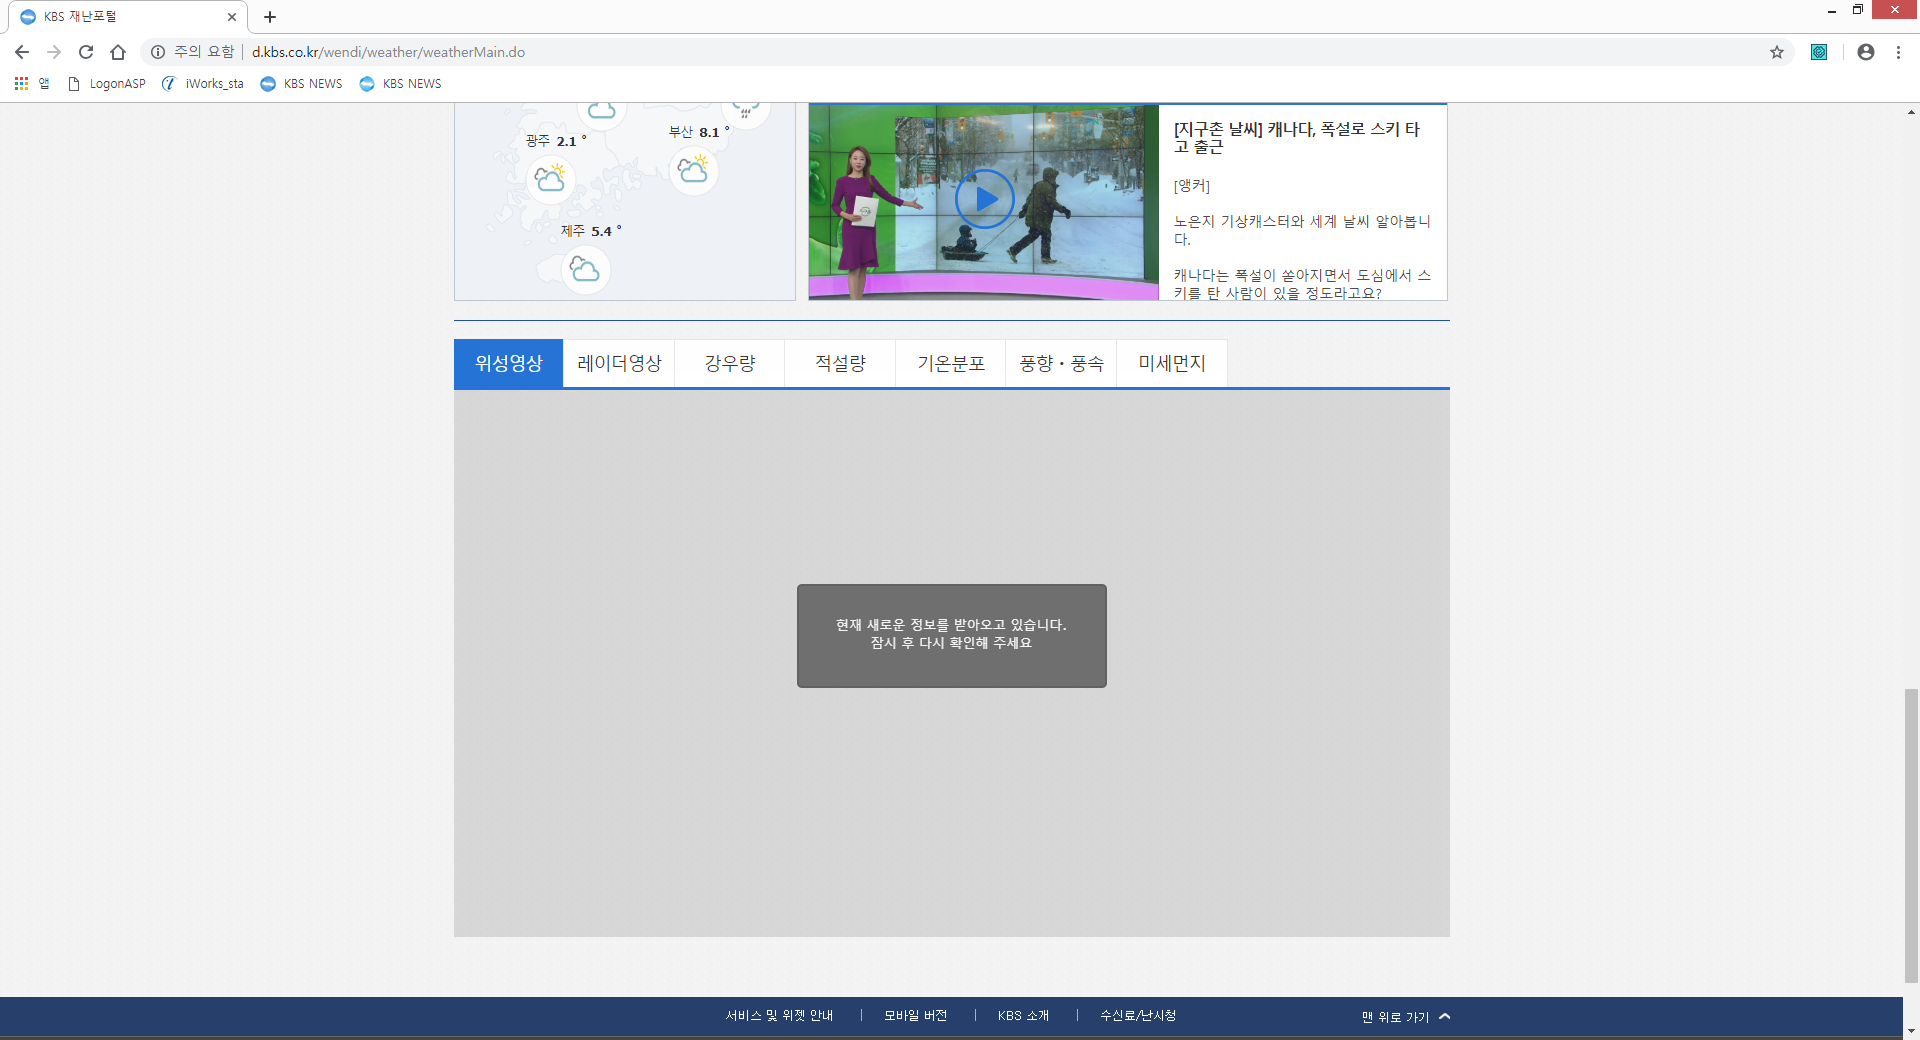 KBS 재난포털
주의 요함
d.kbs.co.kr/wendi/weather/weatherMain.do
앱
LogonASP
iWorks_sta
KBS NEWS
KBS NEWS
광주 2.1 °
부산 8.1 °
제주 5.4 °
[지구촌 날씨] 캐나다, 폭설로 스키 타
고 출근
[앵커]
노은지 기상캐스터와 세계 날씨 알아봅니
다.
캐나다는 폭설이 쏟아지면서 도심에서 스
키를 탄 사람이 있을 정도라고요?
위성영상
레이더영상
강우량
적설량
기온분포
풍향・풍속
미세먼지
현재 새로운 정보를 받아오고 있습니다.
잠시 후 다시 확인해 주세요
서비스 및 위젯 안내
모바일 버전
KBS 소개
수신료/난시청
맨 위로 가기